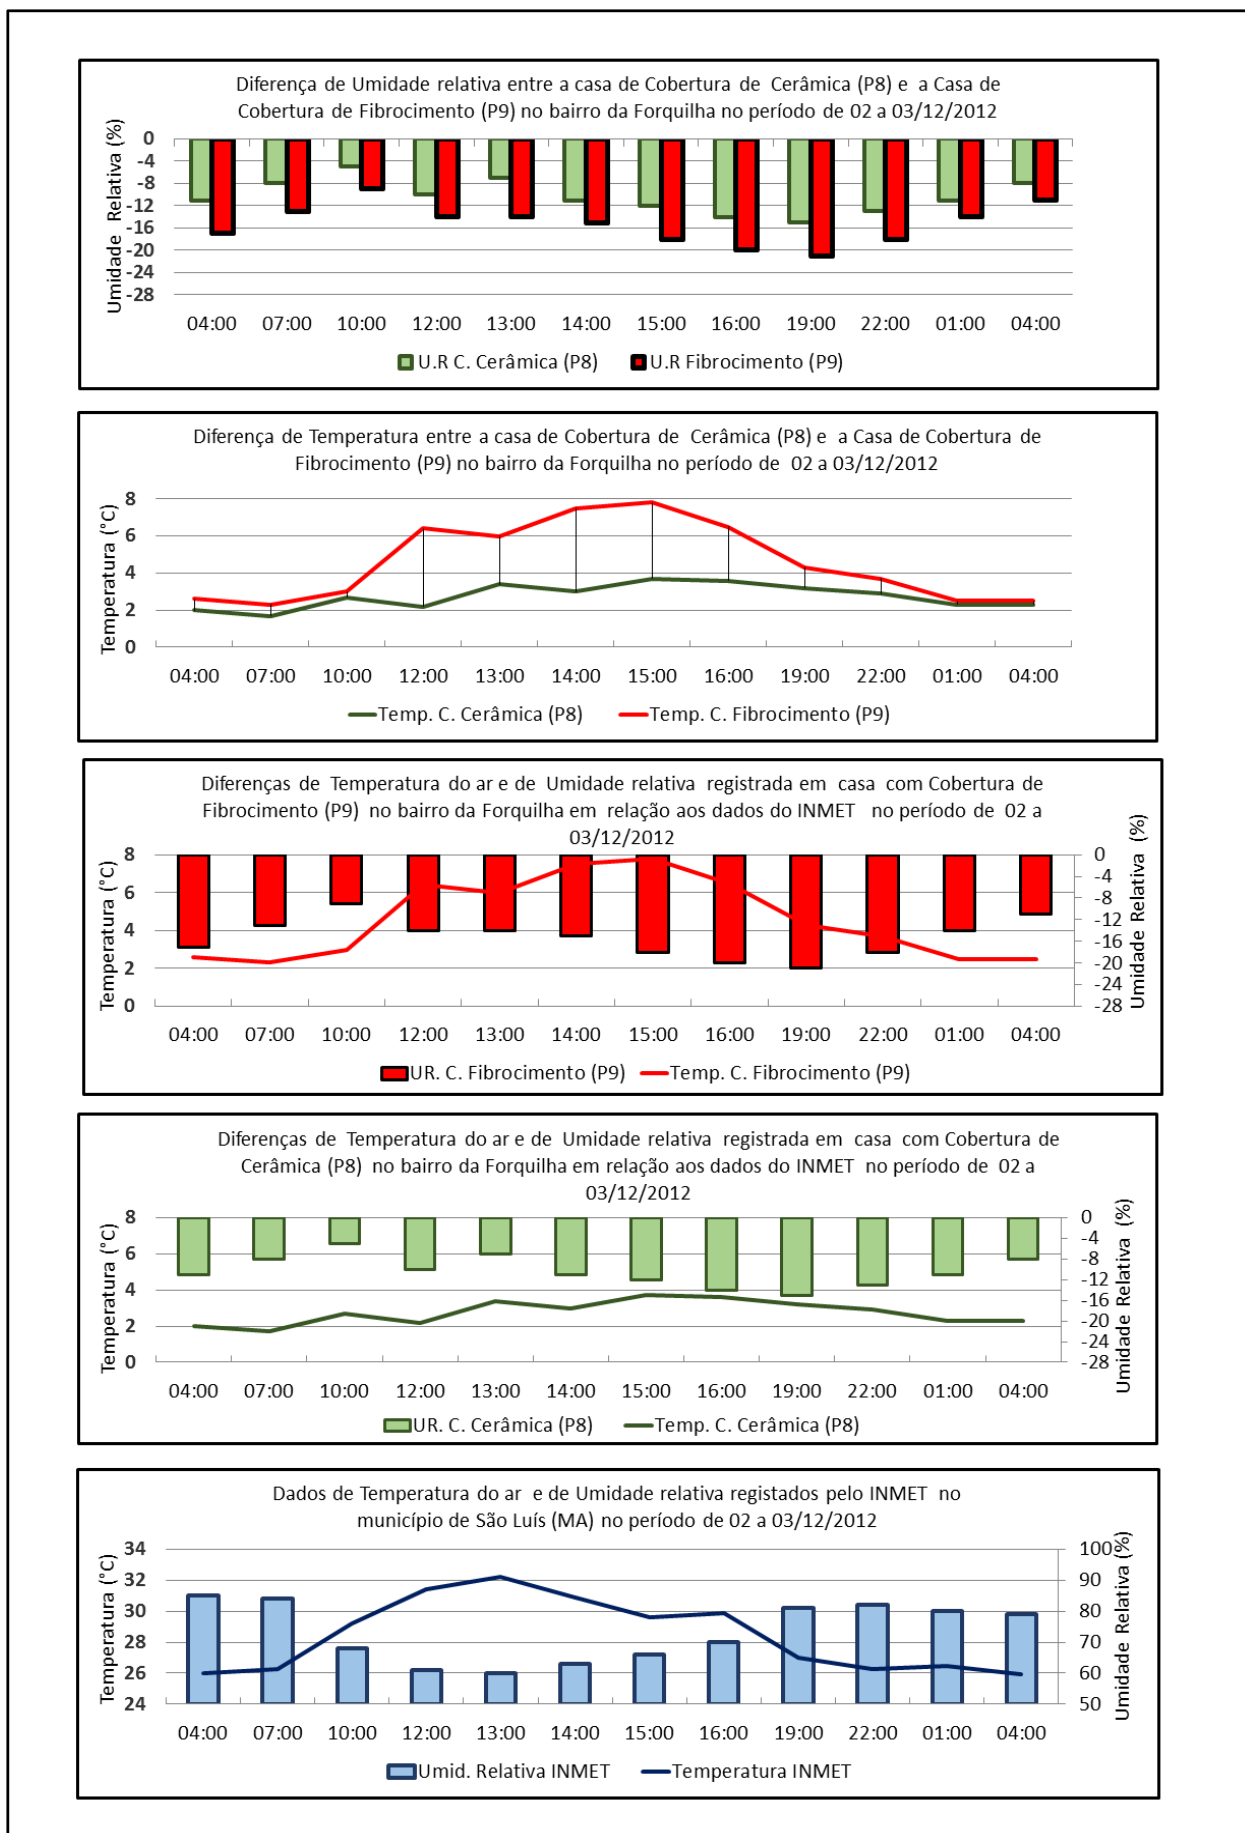 Diferença de Umidade relativa entre a casa de Cobertura de Cerâmica (P8) e a Casa de
Cobertura de Fibrocimento (P9) no bairro da Forquilha no período de 02 a 03/12/2012
Umidade Relativa (%)
0
-4
-8
-12
-16
-20
-24
-28
04:00 07:00 10:00 12:00 13:00 14:00 15:00 16:00 19:00 22:00 01:00 04:00
U.R C. Cerâmica (P8) U.R Fibrocimento (P9)
Diferença de Temperatura entre a casa de Cobertura de Cerâmica (P8) e a Casa de Cobertura de
Fibrocimento (P9) no bairro da Forquilha no período de 02 a 03/12/2012
Temperatura (°C)
8
6
4
2
0
04:00 07:00 10:00 12:00 13:00 14:00 15:00 16:00 19:00 22:00 01:00 04:00
Temp. C. Cerâmica (P8) Temp. C. Fibrocimento (P9)
Diferenças de Temperatura do ar e de Umidade relativa registrada em casa com Cobertura de
Fibrocimento (P9) no bairro da Forquilha em relação aos dados do INMET no período de 02 a
03/12/2012
Temperatura (°C)
8
6
4
2
0
Umidade Relativa (%)
0
-4
-8
-12
-16
-20
-24
-28
04:00 07:00 10:00 12:00 13:00 14:00 15:00 16:00 19:00 22:00 01:00 04:00
UR. C. Fibrocimento (P9) Temp. C. Fibrocimento (P9)
Diferenças de Temperatura do ar e de Umidade relativa registrada em casa com Cobertura de
Cerâmica (P8) no bairro da Forquilha em relação aos dados do INMET no período de 02 a
03/12/2012
Temperatura (°C)
8
6
4
2
0
Umidade Relativa (%)
0
-4
-8
-12
-16
-20
-24
-28
04:00 07:00 10:00 12:00 13:00 14:00 15:00 16:00 19:00 22:00 01:00 04:00
UR. C. Cerâmica (P8) Temp. C. Cerâmica (P8)
Dados de Temperatura do ar e de Umidade relativa registados pelo INMET no
município de São Luís (MA) no período de 02 a 03/12/2012
Temperatura (°C)
34
32
30
28
26
24
Umidade Relativa (%)
100
90
80
70
60
50
04:00 07:00 10:00 12:00 13:00 14:00 15:00 16:00 19:00 22:00 01:00 04:00
Umid. Relativa INMET Temperatura INMET